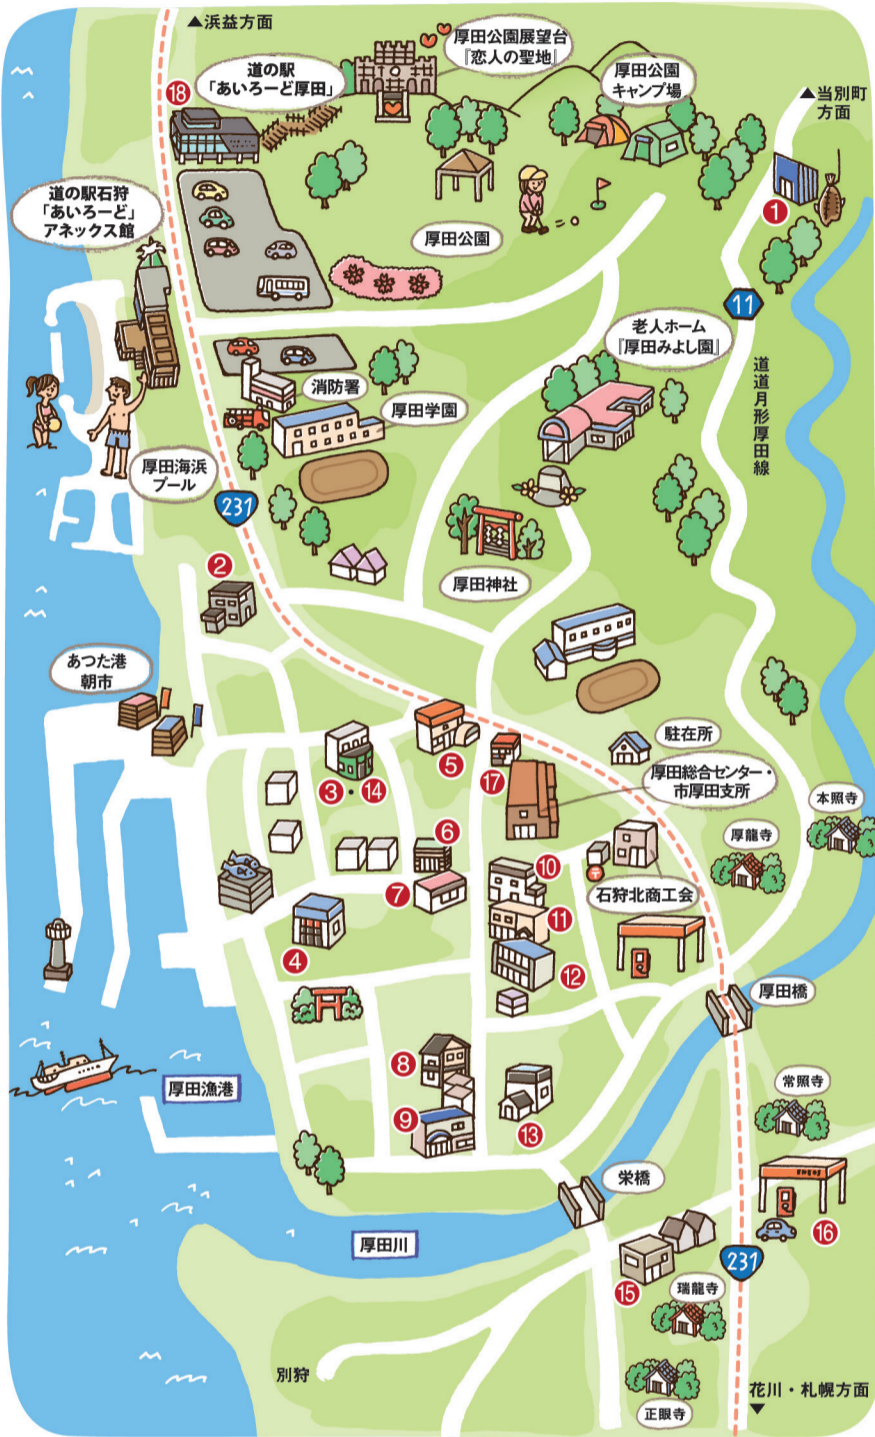 ▲浜益方面
厚田公園展望台
『恋人の聖地』
道の駅
「あいろーど厚田」
厚田公園
キャンプ場
▲当別町
方面
⑱
①
道の駅石狩
「あいろーど」
アネックス館
厚田公園
11
老人ホーム
『厚田みよし園』
道道月形厚田線
消防署
厚田学園
厚田海浜
プール
231
厚田神社
②
あつた港
朝市
③・⑭
⑤
⑰
駐在所
厚田総合センター・
市厚田支所
本照寺
厚龍寺
⑥
⑦
⑩
〒
石狩北商工会
⑪
④
⑫
厚田橋
⑧
常照寺
厚田漁港
⑨
⑬
栄橋
⑯
厚田川
231
⑮
瑞龍寺
別狩
正眼寺
花川・札幌方面
▼